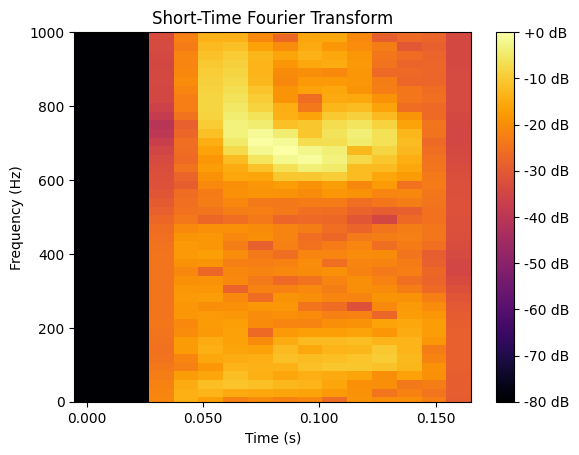 Short-Time Fourier Transform
1000
800
600
400
200
0
Frequency (Hz)
0.000
0.050
0.100
0.150
Time (s)
+0 dB
-10 dB
-20 dB
-30 dB
-40 dB
-50 dB
-60 dB
-70 dB
-80 dB